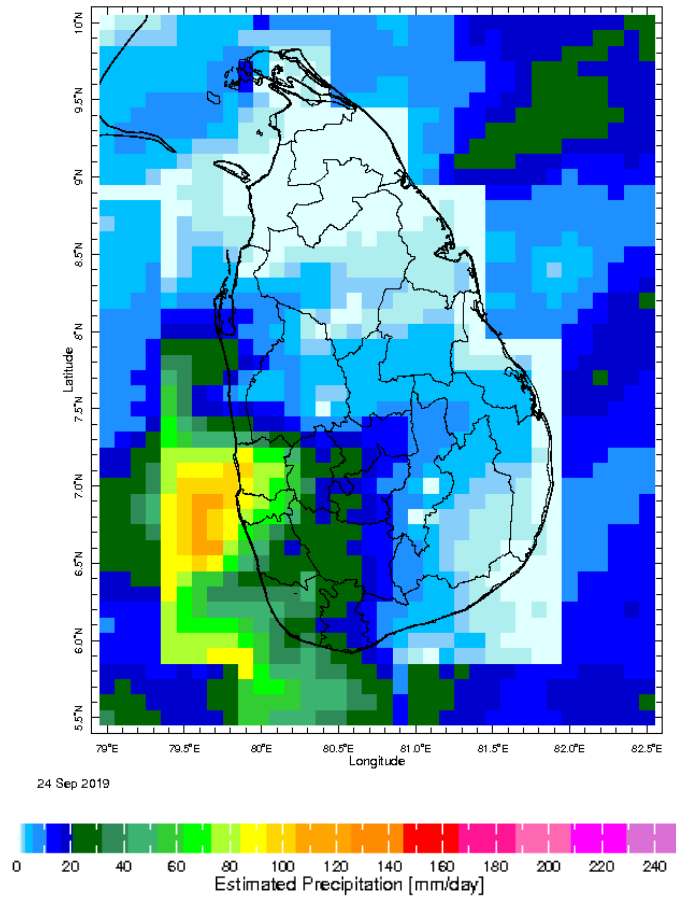 10°N
9.5°N
9°N
8.5°N
8°N
7.5°N
7.0°N
6.5°N
6.0°N
5.5°N
Latitude
79°E 79.5°E 80°E 80.5°E 81.0°E 81.5°E 82.0°E 82.5°E
Longitude
24 Sep 2019
0 20 40 60 80 100 120 140 160 180 200 220 240
Estimated Precipitation [mm/day]